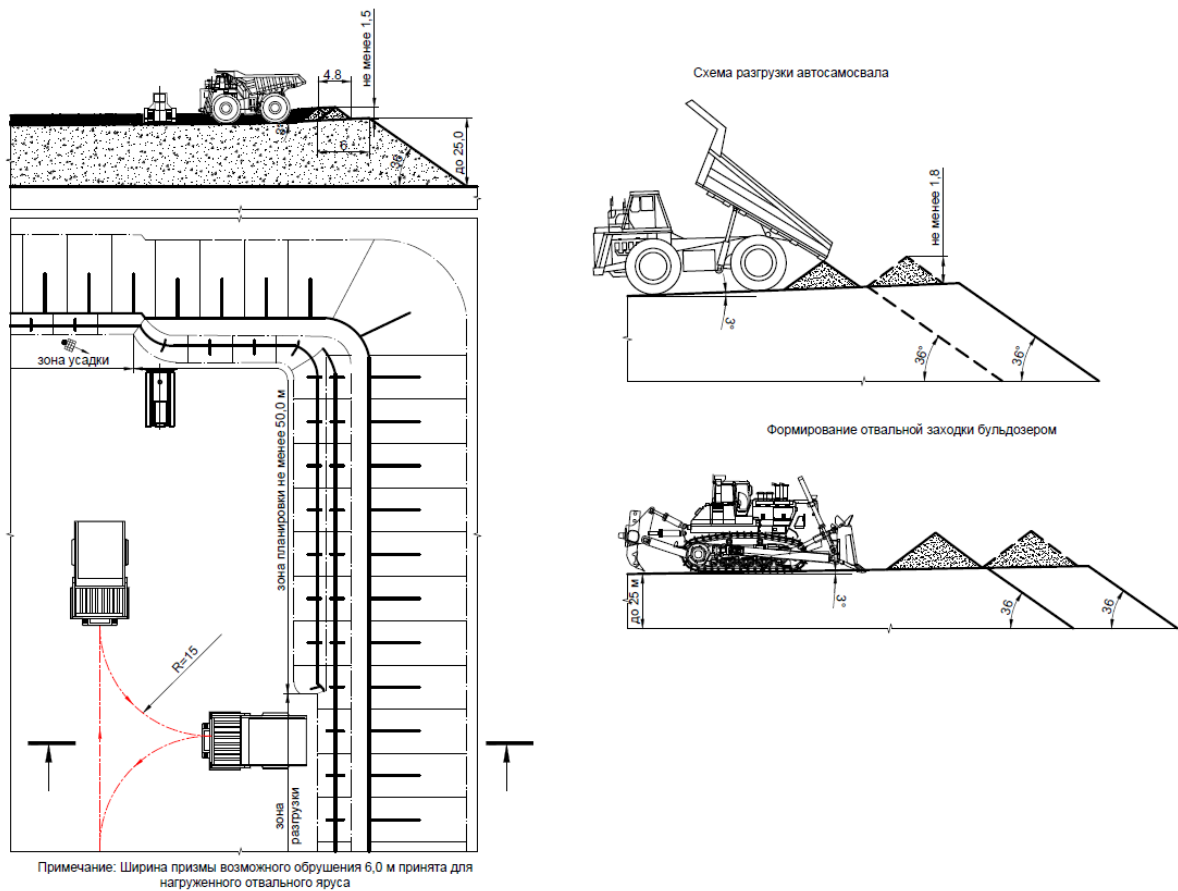 не менее 1,5
4.8
3°
6
36°
до 25,0
зона усадки
зона планировки не менее 50,0 м
R=15
зона
разгрузки
Примечание: Ширина призмы возможного обрушения 6,0 м принята для
нагруженного отвального яруса
Схема разгрузки автосамосвала
не менее 1,8
3°
36°
36°
Формирование отвальной заходки бульдозером
до 25 м
3°
36
36